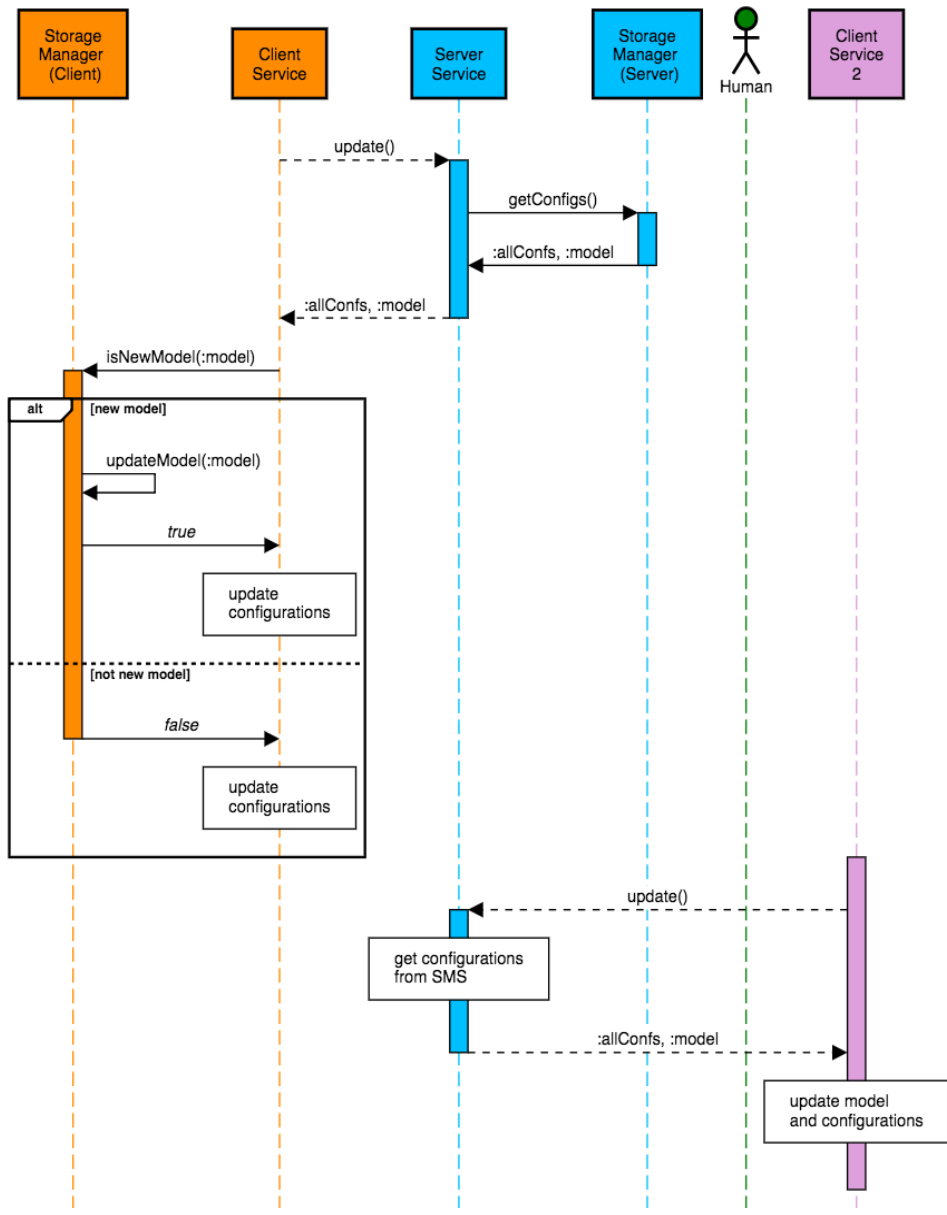 Storage
Manager
(Client)
Client
Service
Server
Service
Storage
Manager
(Server)
Human
Client
Service
2
update()
getConfigs()
:allConfs, :model
:allConfs, :model
isNewModel(:model)
alt
[new model]
updateModel(:model)
true
update
configurations
[not new model]
false
update
configurations
update()
get configurations
from SMS
:allConfs, :model
update model
and configurations